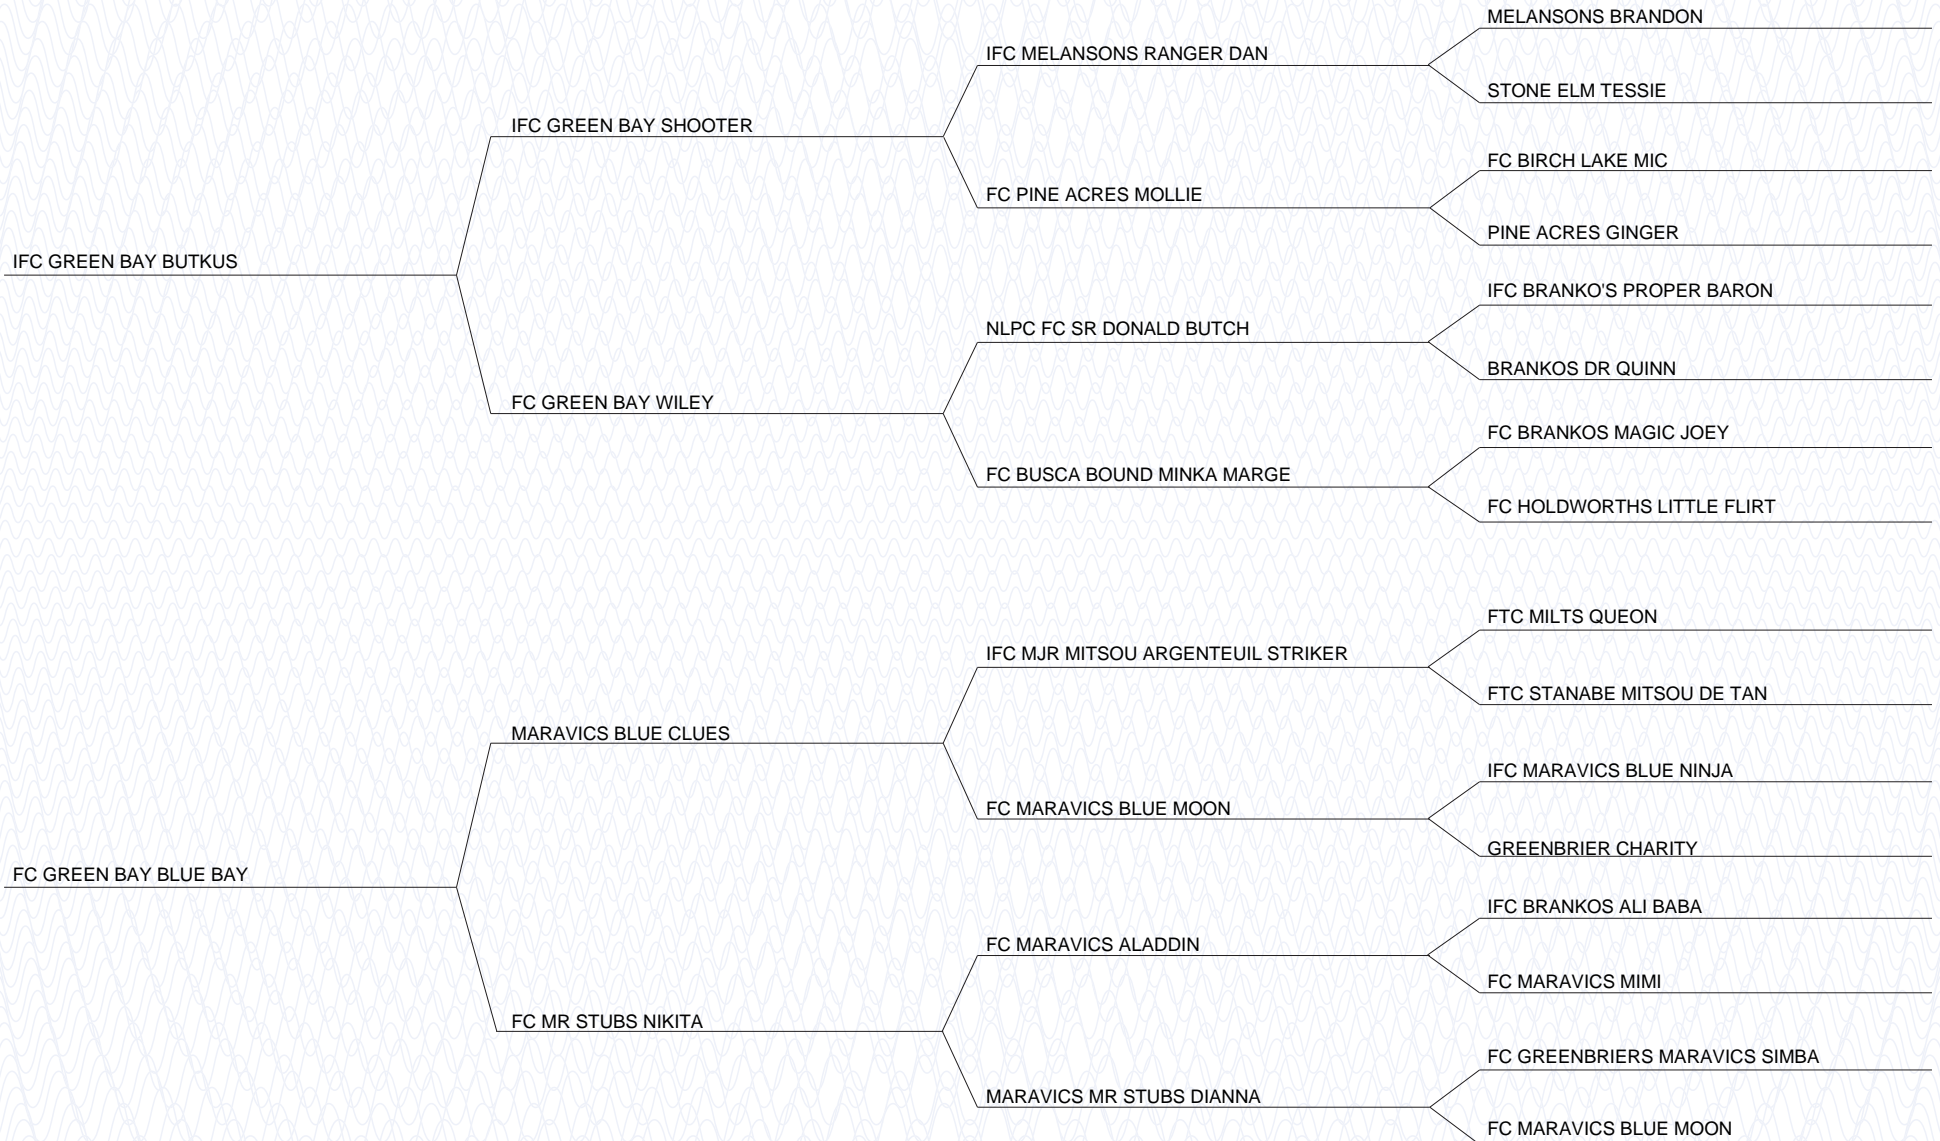 MELANSONS BRANDON
IFC MELANSONS RANGER DAN
STONE ELM TESSIE
IFC GREEN BAY SHOOTER
FC BIRCH LAKE MIC
FC PINE ACRES MOLLIE
PINE ACRES GINGER
IFC GREEN BAY BUTKUS
IFC BRANKO'S PROPER BARON
NLPC FC SR DONALD BUTCH
BRANKOS DR QUINN
FC GREEN BAY WILEY
FC BRANKOS MAGIC JOEY
FC BUSCA BOUND MINKA MARGE
FC HOLDWORTHS LITTLE FLIRT
FTC MILTS QUEON
IFC MJR MITSOU ARGENTEUIL STRIKER
FTC STANABE MITSOU DE TAN
MARAVICS BLUE CLUES
IFC MARAVICS BLUE NINJA
FC MARAVICS BLUE MOON
GREENBRIER CHARITY
FC GREEN BAY BLUE BAY
IFC BRANKOS ALI BABA
FC MARAVICS ALADDIN
FC MARAVICS MIMI
FC MR STUBS NIKITA
FC GREENBRIERS MARAVICS SIMBA
MARAVICS MR STUBS DIANNA
FC MARAVICS BLUE MOON